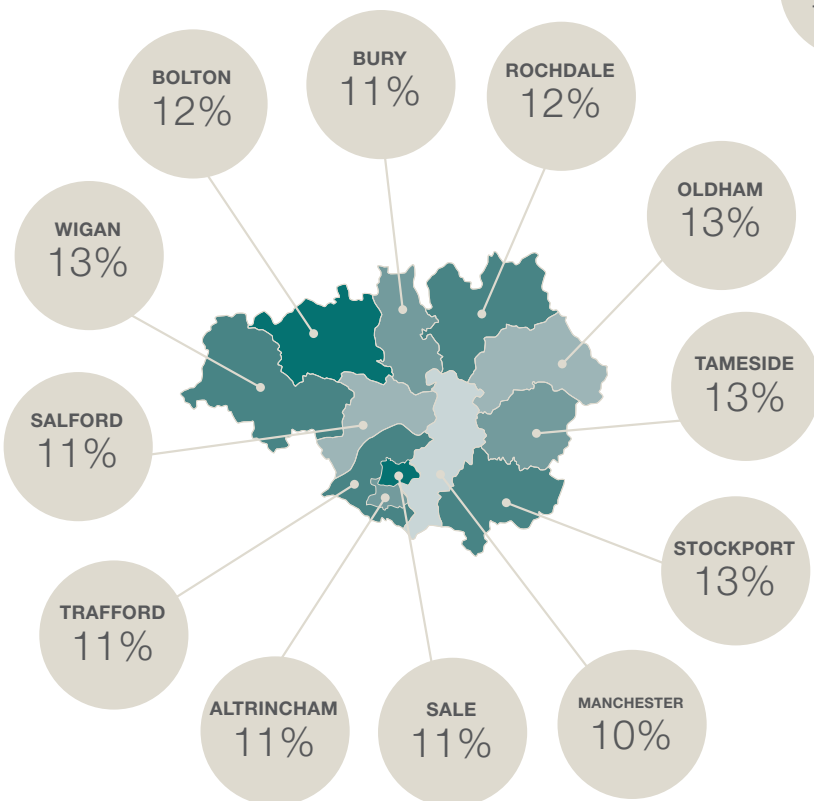 BURY
11%
ROCHDALE
12%
BOLTON
12%
OLDHAM
13%
WIGAN
13%
TAMESIDE
13%
SALFORD
11%
STOCKPORT
13%
TRAFFORD
11%
ALTRINCHAM
11%
SALE
11%
MANCHESTER
10%